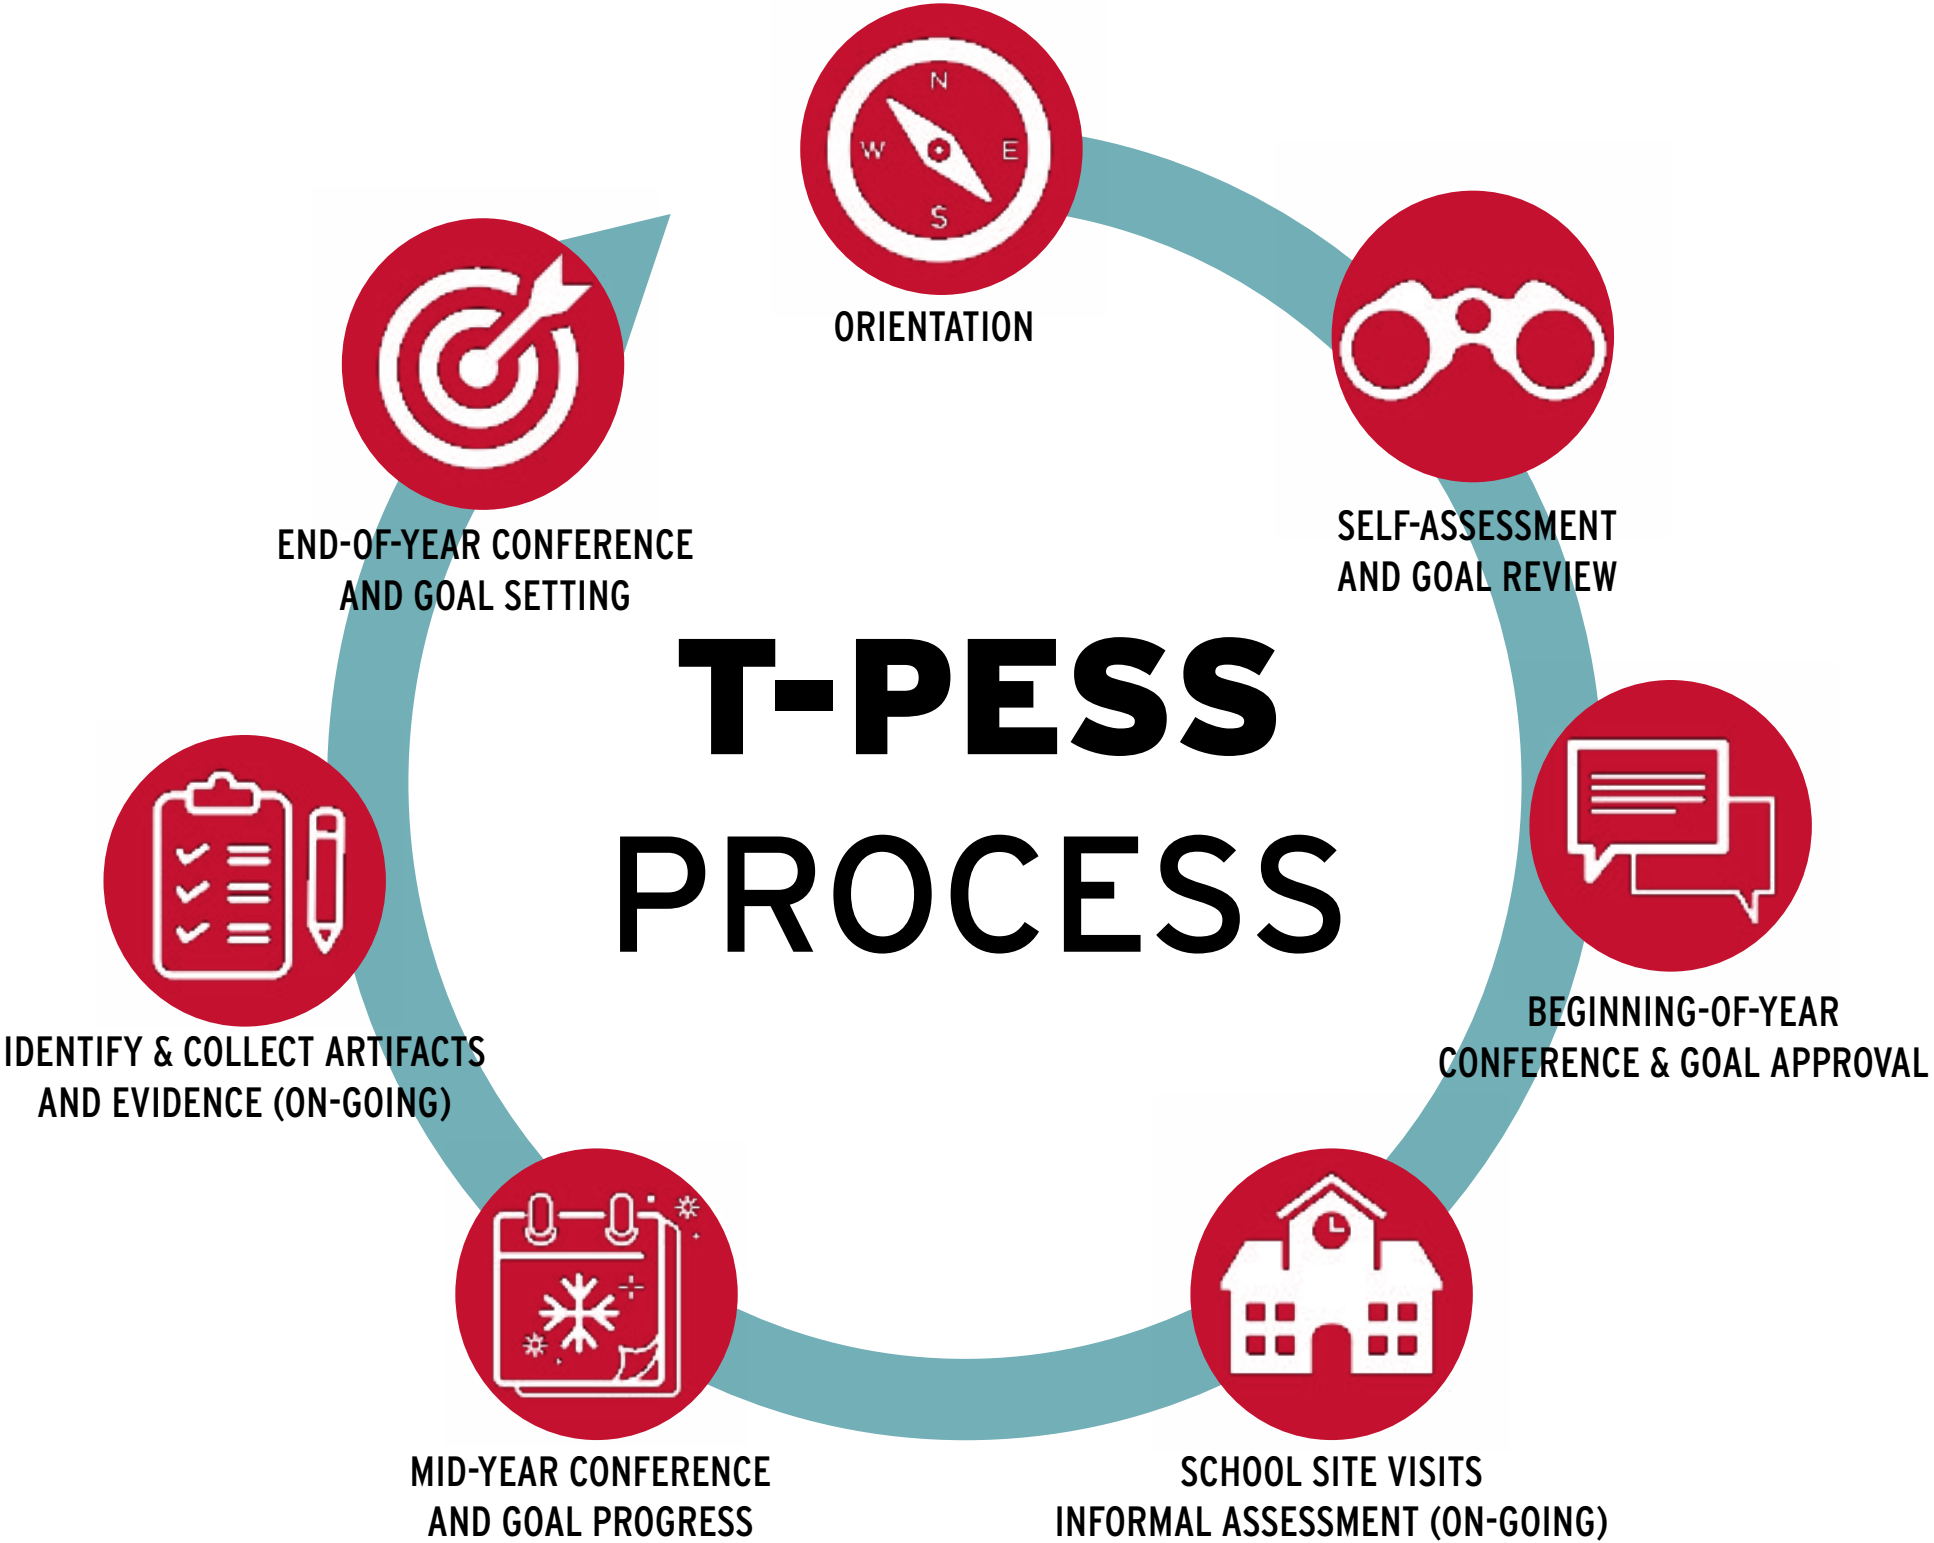 N
W
E
S
ORIENTATION
SELF-ASSESSMENT
AND GOAL REVIEW
BEGINNING-OF-YEAR
CONFERENCE & GOAL APPROVAL
SCHOOL SITE VISITS
INFORMAL ASSESSMENT (ON-GOING)
MID-YEAR CONFERENCE
AND GOAL PROGRESS
IDENTIFY & COLLECT ARTIFACTS
AND EVIDENCE (ON-GOING)
END-OF-YEAR CONFERENCE
AND GOAL SETTING
T-PESS
PROCESS